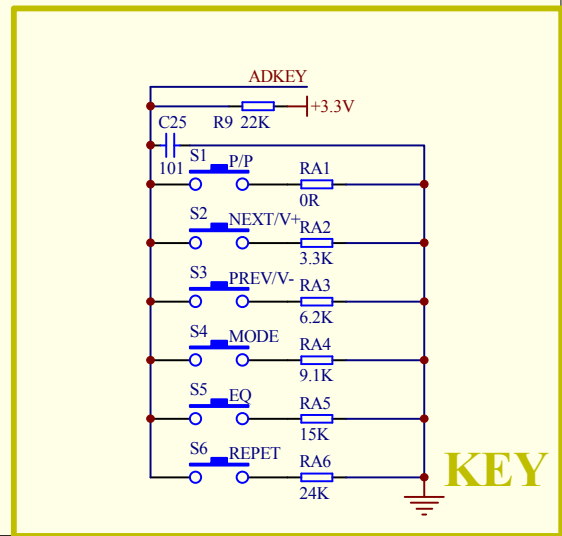 ADKEY
+3.3V
R9 22K
C25
101
S1 P/P RA1
0R
S2 NEXT/V+ RA2
3.3K
S3 PREV/V- RA3
6.2K
S4 MODE RA4
9.1K
S5 EQ RA5
15K
S6 REPET RA6
24K
KEY